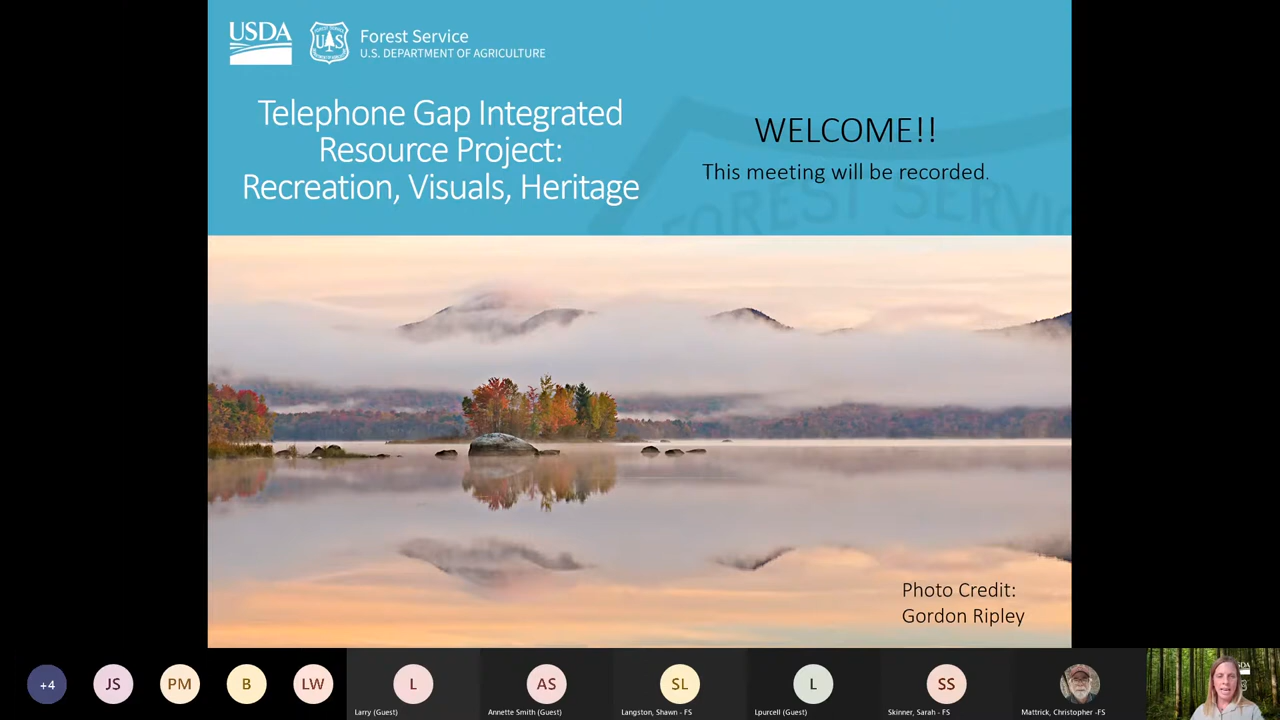 USDA
Forest Service
U.S. DEPARTMENT OF AGRICULTURE
Telephone Gap Integrated
Resource Project:
Recreation, Visuals, Heritage
WELCOME!!
This meeting will be recorded.
FOREST SERVIC
Photo Credit:
Gordon Ripley
+4
JS
PM
B
LW
L
Larry (Guest)
AS
Annette Smith (Guest)
SL
Langston, Shawn - FS
L
Lpurcell (Guest)
SS
Skinner, Sarah - FS
Mattrick, Christopher -FS